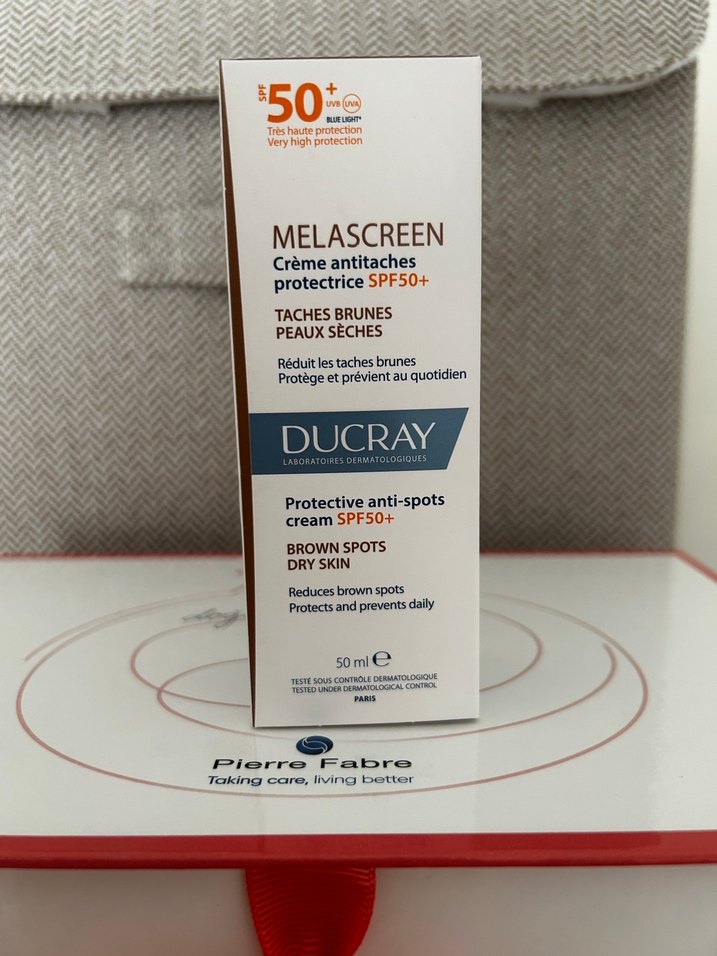 SPF 50+ UVB UVA
BLUE LIGHT*
Très haute protection
Very high protection
MELASCREEN
Crème antitaches
protectrice SPF50+
TACHES BRUNES
PEAUX SÈCHES
Réduit les taches brunes
Protège et prévient au quotidien
DUCRAY
LABORATOIRES DERMATOLOGIQUES
Protective anti-spots
cream SPF50+
BROWN SPOTS
DRY SKIN
Reduces brown spots
Protects and prevents daily
50 ml ℮
TESTÉ SOUS CONTRÔLE DERMATOLOGIQUE
TESTED UNDER DERMATOLOGICAL CONTROL
PARIS
Pierre Fabre
Taking care, living better